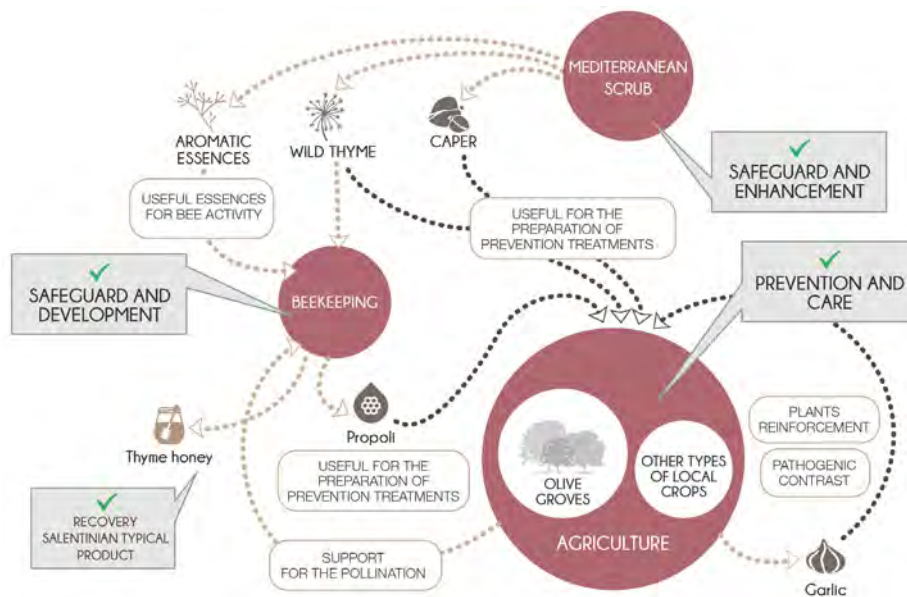 MEDITERRANEAN
SCRUB
AROMATIC
ESSENCES
WILD THYME
CAPER
SAFEGUARD AND
ENHANCEMENT
USEFUL ESSENCES
FOR BEE ACTIVITY
USEFUL FOR THE
PREPARATION OF
PREVENTION TREATMENTS
SAFEGUARD AND
DEVELOPMENT
BEEKEEPING
PREVENTION AND
CARE
Thyme honey
Propoli
USEFUL FOR THE
PREPARATION OF
PREVENTION TREATMENTS
OLIVE
GROVES
OTHER TYPES
OF LOCAL
CROPS
PLANTS
REINFORCEMENT
PATHOGENIC
CONTRAST
RECOVERY
SALENTINIAN TYPICAL
PRODUCT
SUPPORT
FOR THE POLLINATION
AGRICULTURE
Garlic